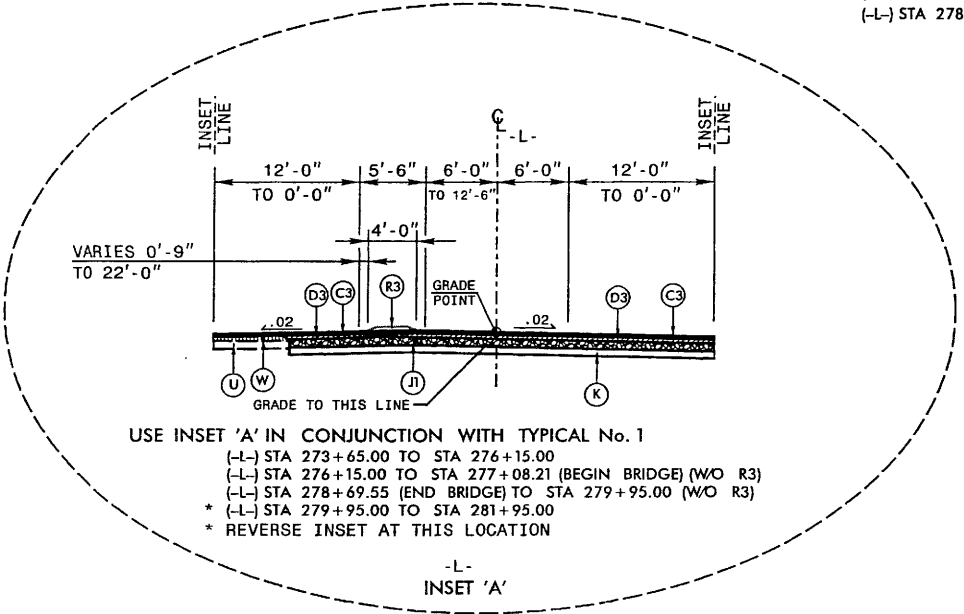 (-L-) STA 278
INSET LINE
INSET LINE
℄
-L-
12'-0" 5'-6" 6'-0" 6'-0" 12'-0"
TO 0'-0" TO 12'-6" TO 0'-0"
4'-0"
VARIES 0'-9"
TO 22'-0"
D3 C3 R3 GRADE POINT D3 C3
.02 .02
U W J1 K
GRADE TO THIS LINE
USE INSET 'A' IN CONJUNCTION WITH TYPICAL No. 1
(-L-) STA 273+65.00 TO STA 276+15.00
(-L-) STA 276+15.00 TO STA 277+08.21 (BEGIN BRIDGE) (W/O R3)
(-L-) STA 278+69.55 (END BRIDGE) TO STA 279+95.00 (W/O R3)
* (-L-) STA 279+95.00 TO STA 281+95.00
* REVERSE INSET AT THIS LOCATION
-L-
INSET 'A'